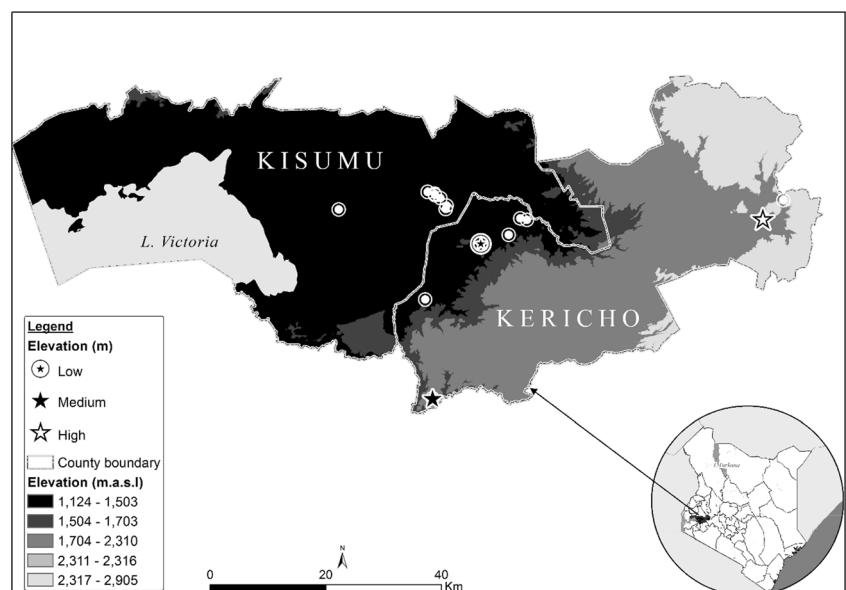 KISUMU
L. Victoria
KERICHO
Legend
Elevation (m)
Low
Medium
High
County boundary
Elevation (m.a.s.l)
1,124 - 1,503
1,504 - 1,703
1,704 - 2,310
2,311 - 2,316
2,317 - 2,905
N
0 20 40
Km